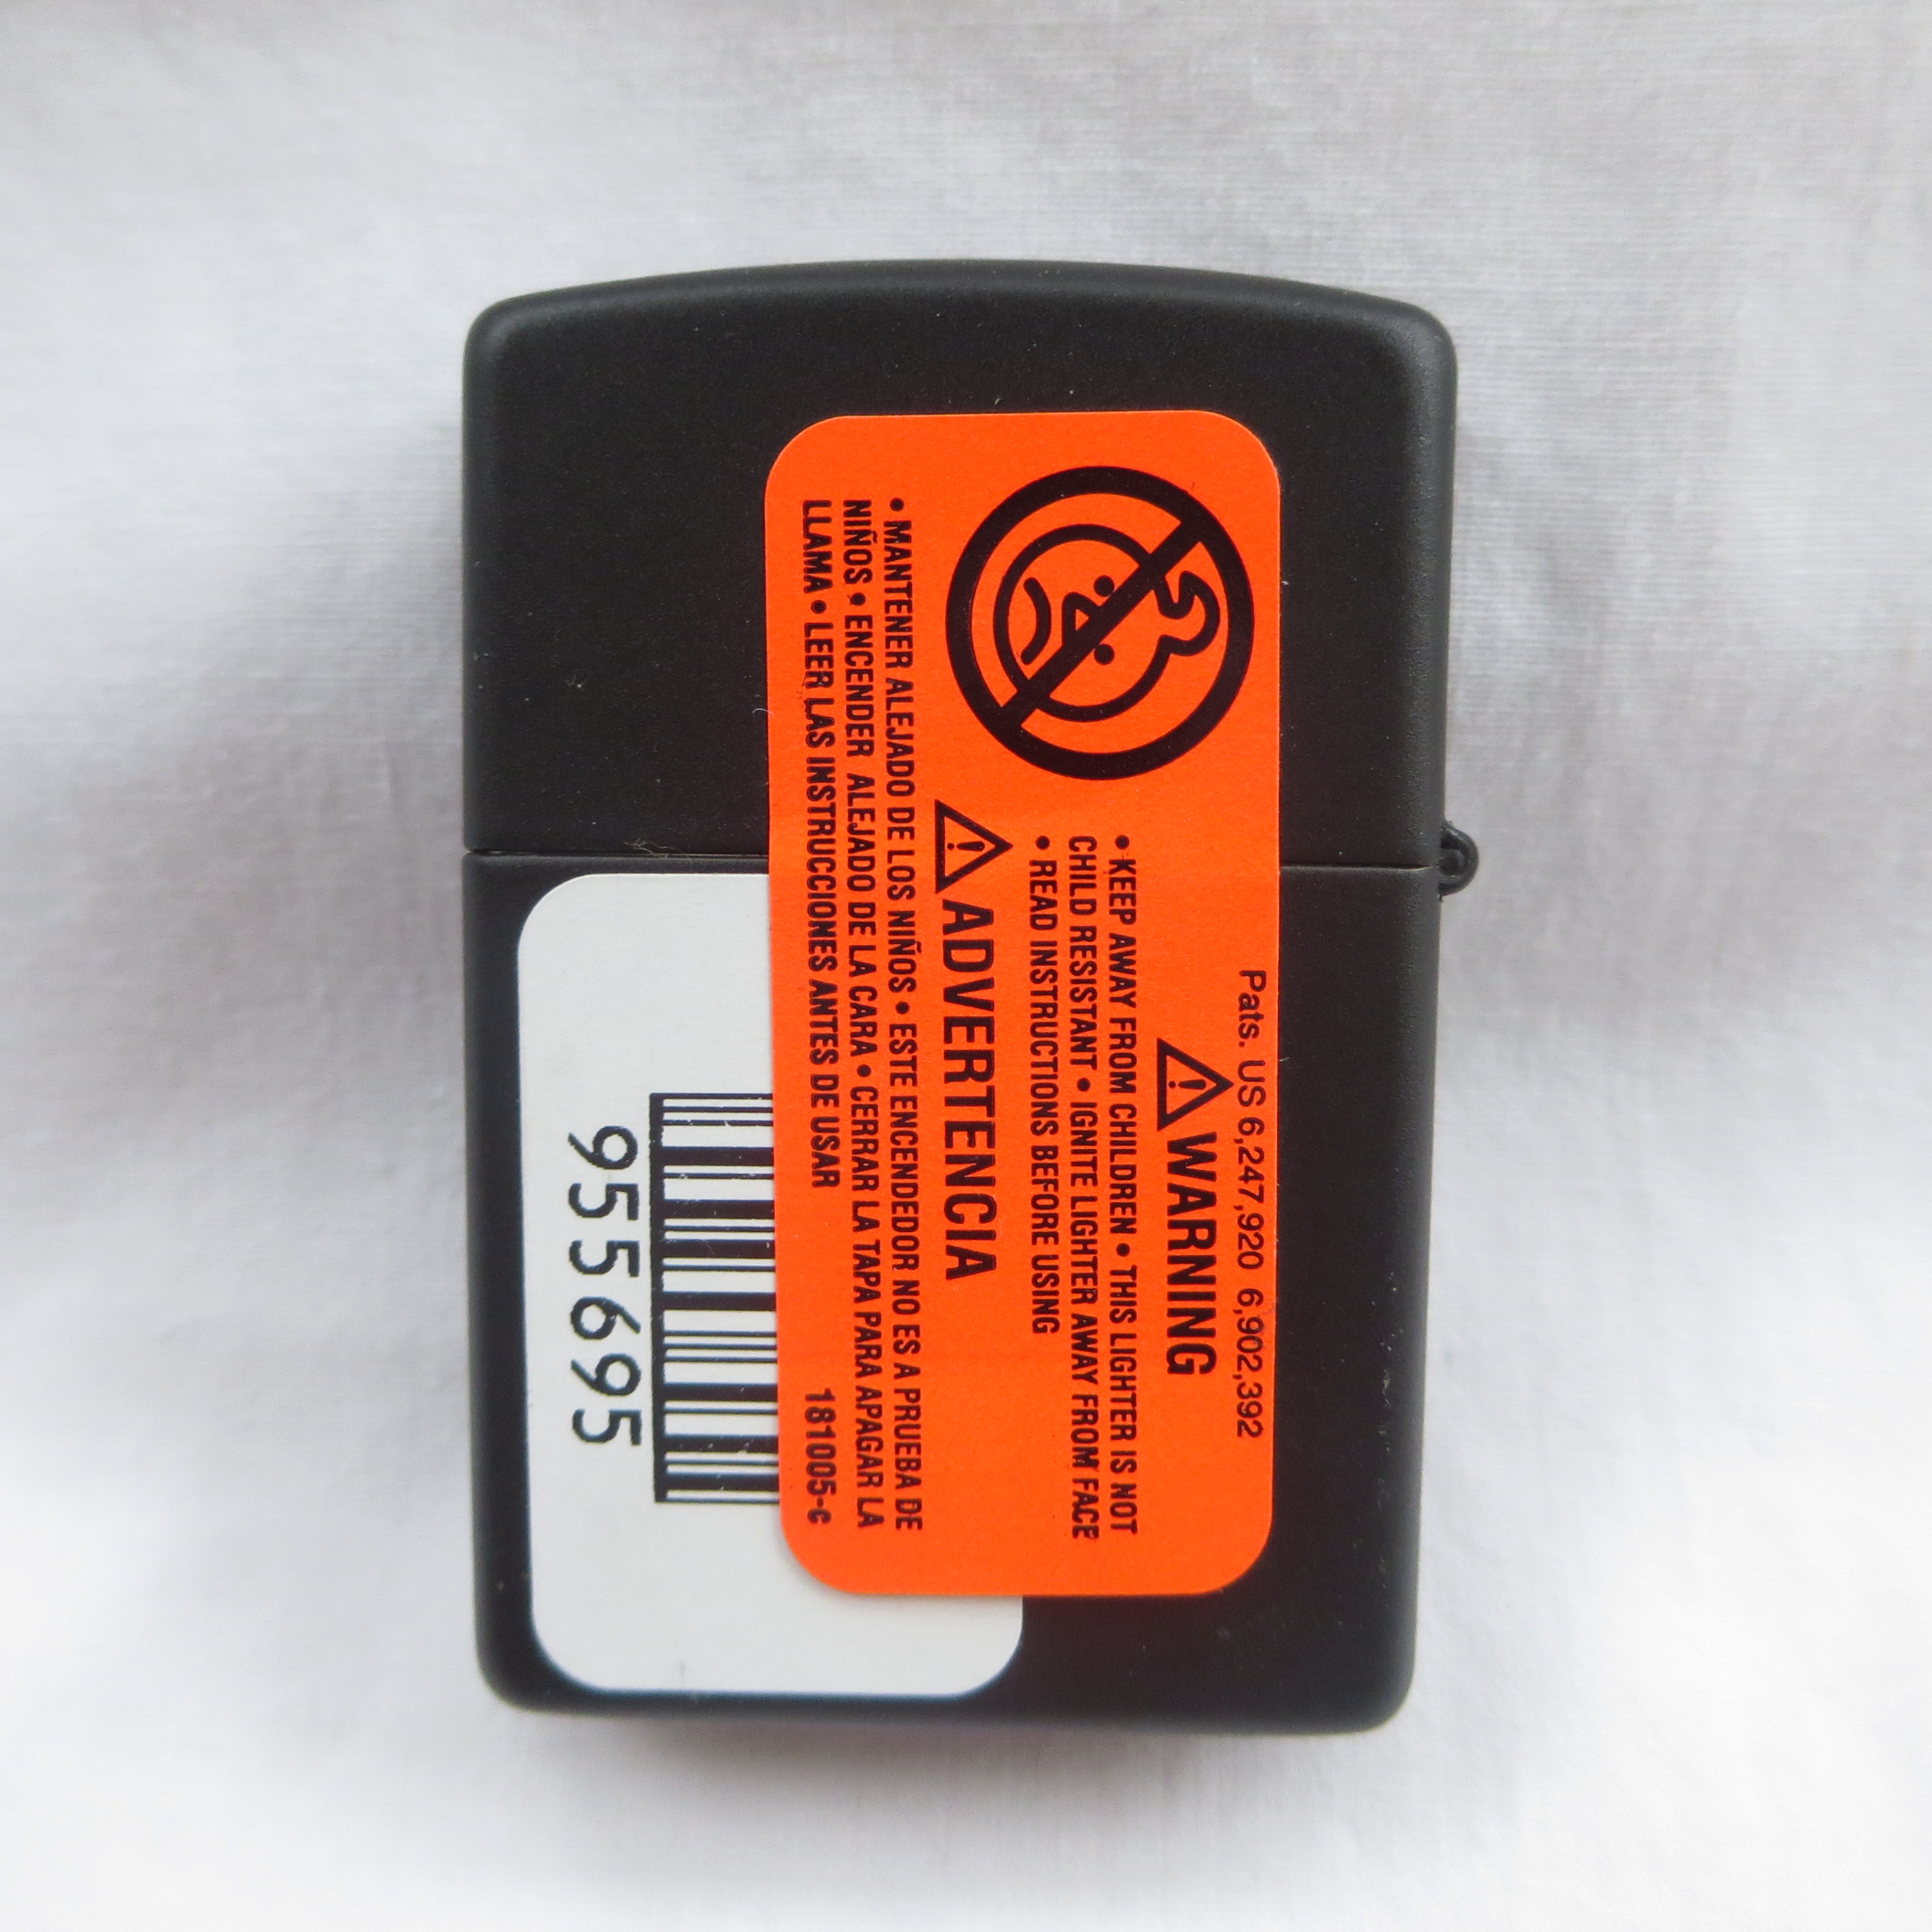 Pats. US 6,247,920 6,902,392
WARNING
• KEEP AWAY FROM CHILDREN • THIS LIGHTER IS NOT
CHILD RESISTANT • IGNITE LIGHTER AWAY FROM FACE
• READ INSTRUCTIONS BEFORE USING
ADVERTENCIA
• MANTENER ALEJADO DE LOS NIÑOS • ESTE ENCENDEDOR NO ES A PRUEBA DE
NIÑOS • ENCENDER ALEJADO DE LA CARA • CERRAR LA TAPA PARA APAGAR LA
LLAMA • LEER LAS INSTRUCCIONES ANTES DE USAR
181005-c
955695